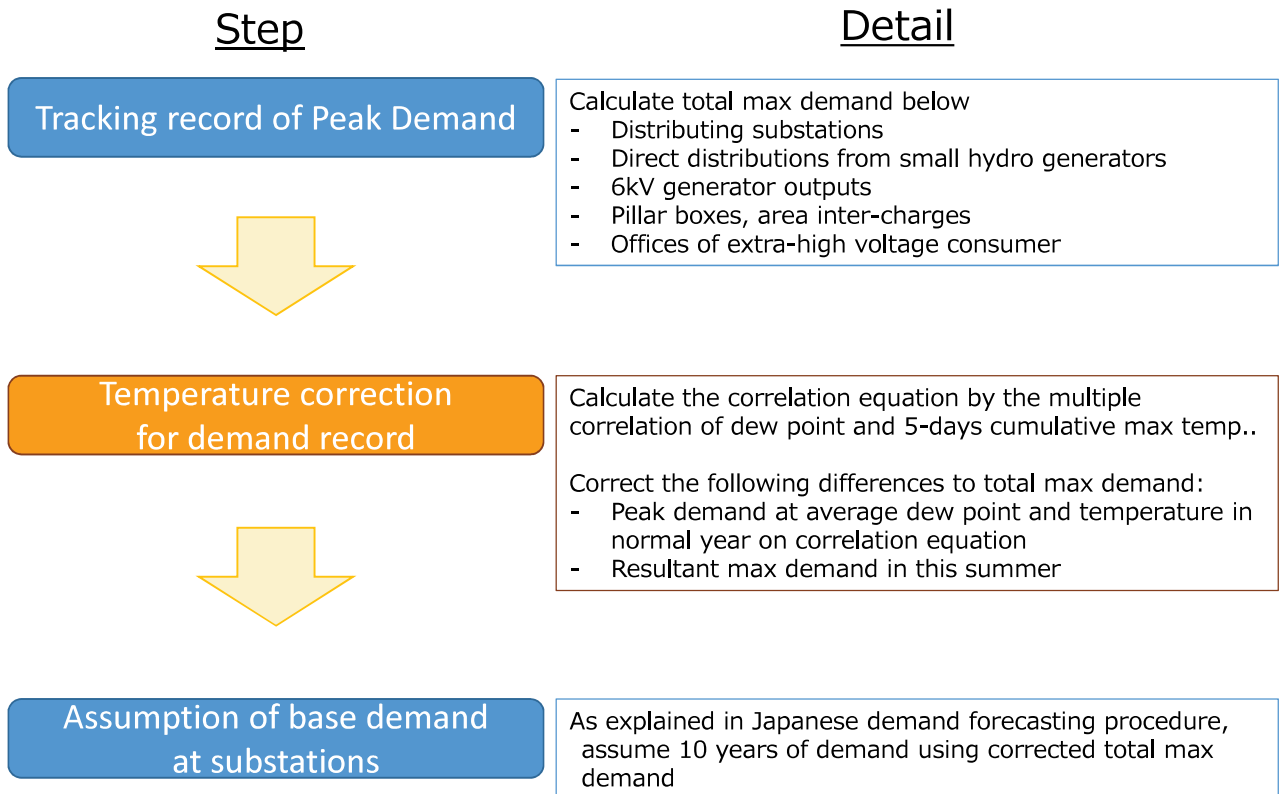 Step
Detail
Tracking record of Peak Demand
Calculate total max demand below
- Distributing substations
- Direct distributions from small hydro generators
- 6kV generator outputs
- Pillar boxes, area inter-charges
- Offices of extra-high voltage consumer
Temperature correction
for demand record
Calculate the correlation equation by the multiple
correlation of dew point and 5-days cumulative max temp..
Correct the following differences to total max demand:
- Peak demand at average dew point and temperature in
normal year on correlation equation
- Resultant max demand in this summer
Assumption of base demand
at substations
As explained in Japanese demand forecasting procedure,
assume 10 years of demand using corrected total max
demand